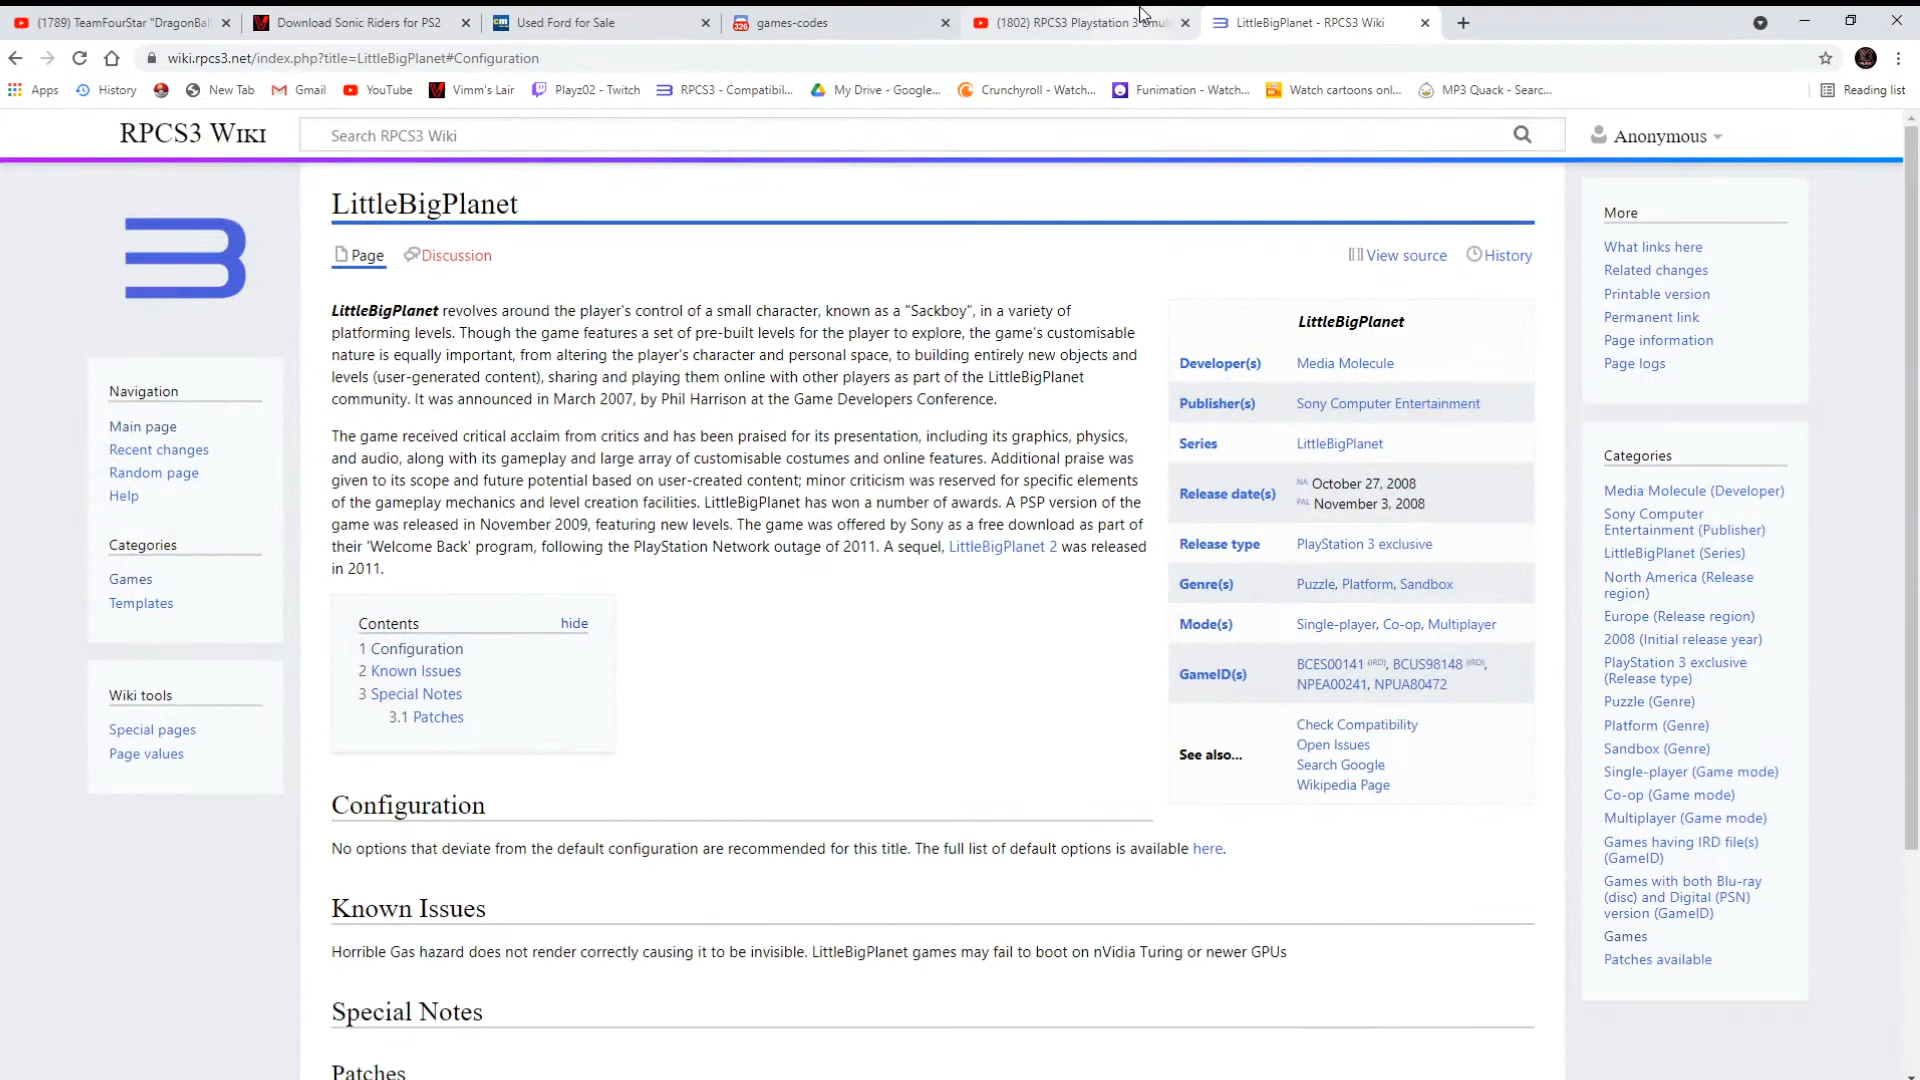 (1789) TeamFourStar "DragonBal
Download Sonic Riders for PS2
Used Ford for Sale
games-codes
(1802) RPCS3 Playstation 3 Emul
LittleBigPlanet - RPCS3 Wiki
wiki.rpcs3.net/index.php?title=LittleBigPlanet#Configuration
Apps History New Tab Gmail YouTube Vimm's Lair Playz02 - Twitch RPCS3 - Compatibil... My Drive - Google... Crunchyroll - Watch... Funimation - Watch... Watch cartoons onl... MP3 Quack - Searc... Reading list
RPCS3 Wiki
Search RPCS3 Wiki
Anonymous
LittleBigPlanet
Page Discussion View source History
LittleBigPlanet revolves around the player's control of a small character, known as a "Sackboy", in a variety of
platforming levels. Though the game features a set of pre-built levels for the player to explore, the game's customisable
nature is equally important, from altering the player's character and personal space, to building entirely new objects and
levels (user-generated content), sharing and playing them online with other players as part of the LittleBigPlanet
community. It was announced in March 2007, by Phil Harrison at the Game Developers Conference.
The game received critical acclaim from critics and has been praised for its presentation, including its graphics, physics,
and audio, along with its gameplay and large array of customisable costumes and online features. Additional praise was
given to its scope and future potential based on user-created content; minor criticism was reserved for specific elements
of the gameplay mechanics and level creation facilities. LittleBigPlanet has won a number of awards. A PSP version of the
game was released in November 2009, featuring new levels. The game was offered by Sony as a free download as part of
their 'Welcome Back' program, following the PlayStation Network outage of 2011. A sequel, LittleBigPlanet 2 was released
in 2011.
Contents hide
1 Configuration
2 Known Issues
3 Special Notes
3.1 Patches
Configuration
No options that deviate from the default configuration are recommended for this title. The full list of default options is available here.
Known Issues
Horrible Gas hazard does not render correctly causing it to be invisible. LittleBigPlanet games may fail to boot on nVidia Turing or newer GPUs
Special Notes
Patches
LittleBigPlanet
Developer(s) Media Molecule
Publisher(s) Sony Computer Entertainment
Series LittleBigPlanet
Release date(s) NA October 27, 2008
PAL November 3, 2008
Release type PlayStation 3 exclusive
Genre(s) Puzzle, Platform, Sandbox
Mode(s) Single-player, Co-op, Multiplayer
GameID(s) BCES00141 (IRD), BCUS98148 (IRD),
NPEA00241, NPUA80472
See also... Check Compatibility
Open Issues
Search Google
Wikipedia Page
Navigation
Main page
Recent changes
Random page
Help
Categories
Games
Templates
Wiki tools
Special pages
Page values
More
What links here
Related changes
Printable version
Permanent link
Page information
Page logs
Categories
Media Molecule (Developer)
Sony Computer
Entertainment (Publisher)
LittleBigPlanet (Series)
North America (Release
region)
Europe (Release region)
2008 (Initial release year)
PlayStation 3 exclusive
(Release type)
Puzzle (Genre)
Platform (Genre)
Sandbox (Genre)
Single-player (Game mode)
Co-op (Game mode)
Multiplayer (Game mode)
Games having IRD file(s)
(GameID)
Games with both Blu-ray
(disc) and Digital (PSN)
version (GameID)
Games
Patches available